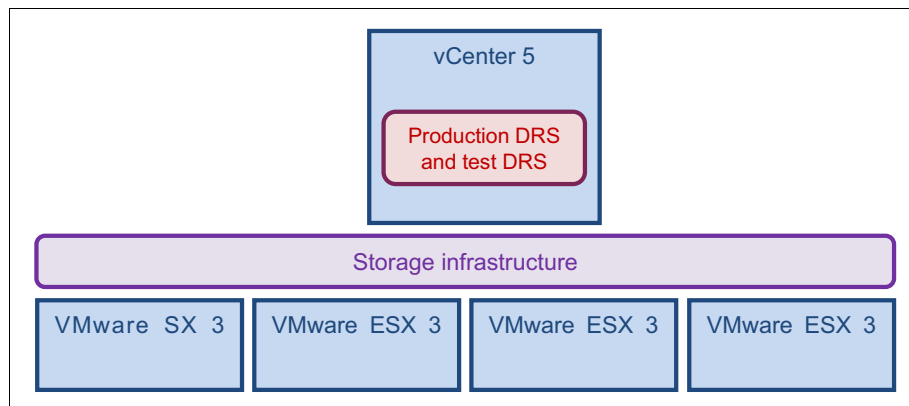 vCenter 5
Production DRS
and test DRS
Storage infrastructure
VMware SX 3
VMware ESX 3
VMware ESX 3
VMware ESX 3